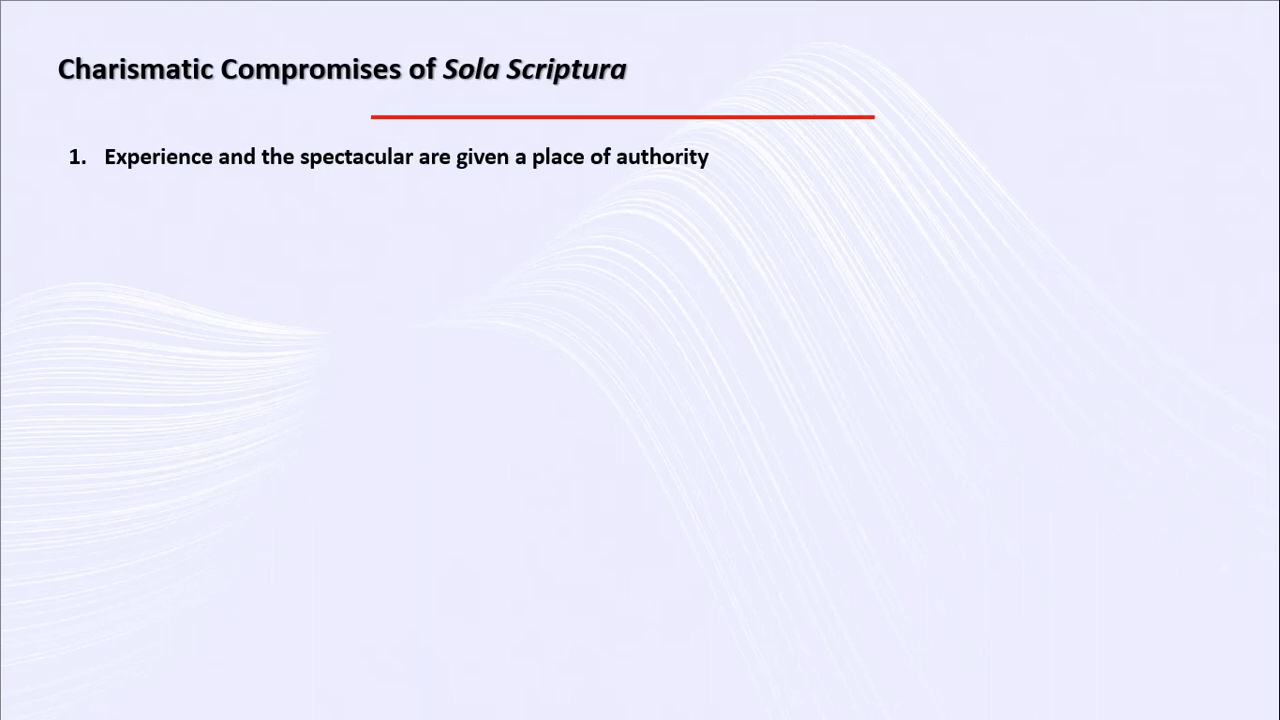 Charismatic Compromises of Sola Scriptura
1. Experience and the spectacular are given a place of authority